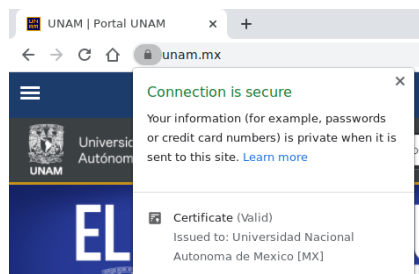 UNAM | Portal UNAM
unam.mx
Connection is secure
Your information (for example, passwords
or credit card numbers) is private when it is
sent to this site. Learn more
Universid
Autónom
UNAM
Certificate (Valid)
Issued to: Universidad Nacional
Autonoma de Mexico [MX]
EL